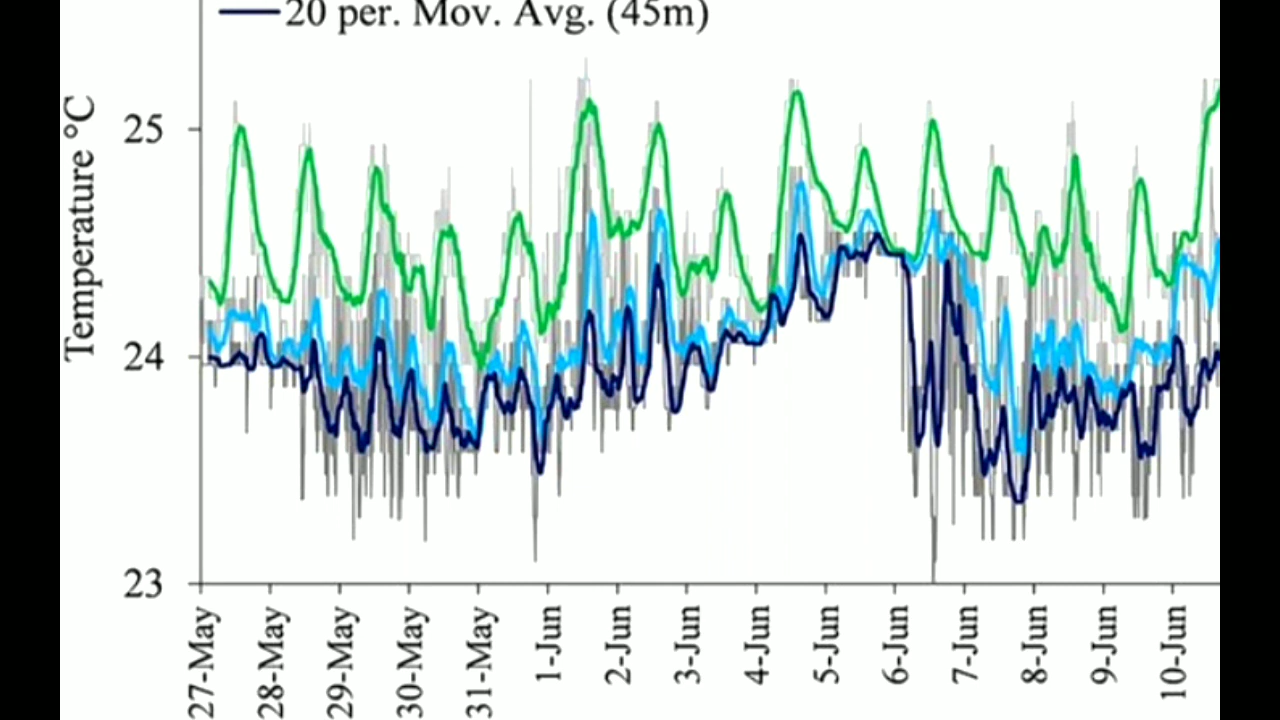 20 per. Mov. Avg. (45m)
Temperature °C
25
24
23
27-May
28-May
29-May
30-May
31-May
1-Jun
2-Jun
3-Jun
4-Jun
5-Jun
6-Jun
7-Jun
8-Jun
9-Jun
10-Jun